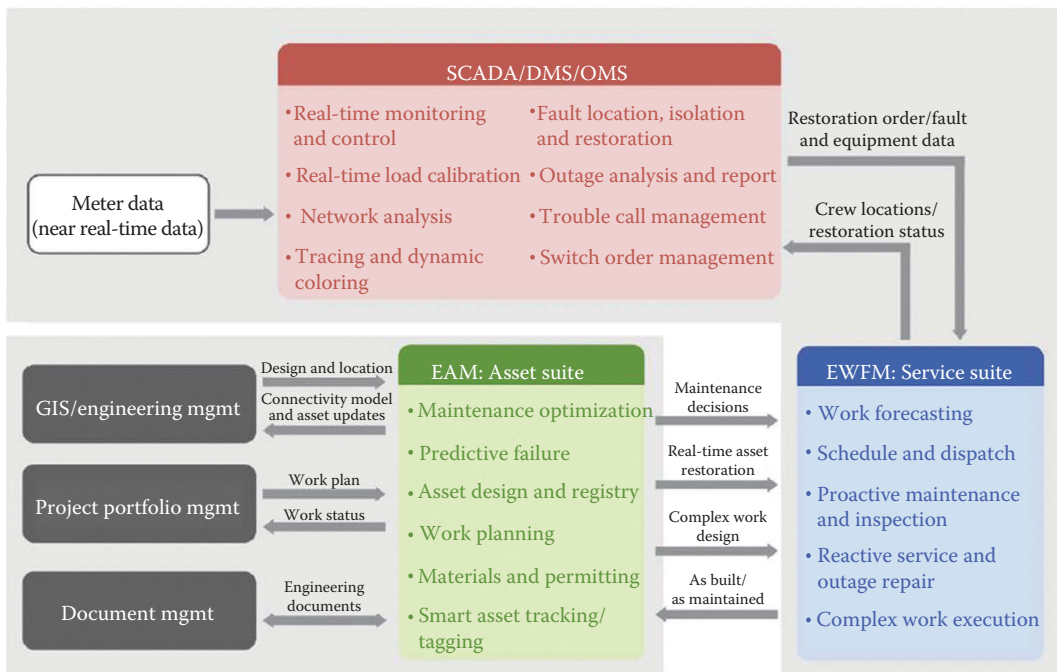 SCADA/DMS/OMS
•Real-time monitoring
and control
•Real-time load calibration
• Network analysis
• Tracing and dynamic
coloring
•Fault location, isolation
and restoration
•Outage analysis and report
• Trouble call management
• Switch order management
Meter data
(near real-time data)
Restoration order/fault
and equipment data
Crew locations/
restoration status
GIS/engineering mgmt
Design and location
Connectivity model
and asset updates
Project portfolio mgmt
Work plan
Work status
Document mgmt
Engineering
documents
EAM: Asset suite
• Maintenance optimization
• Predictive failure
• Asset design and registry
• Work planning
• Materials and permitting
• Smart asset tracking/
tagging
Maintenance
decisions
Real-time asset
restoration
Complex work
design
As built/
as maintained
EWFM: Service suite
• Work forecasting
• Schedule and dispatch
• Proactive maintenance
and inspection
• Reactive service and
outage repair
• Complex work execution